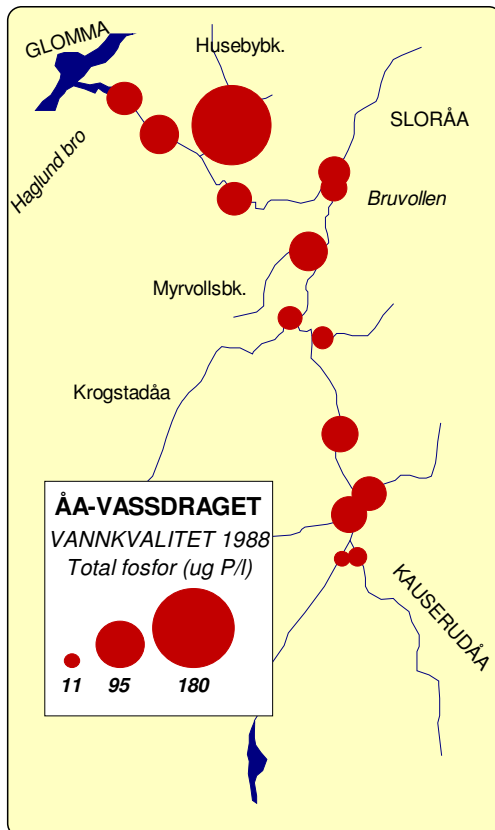 GLOMMA
Husebybk.
SLORÅA
Haglund bro
Bruvollen
Myrvollsbk.
Krogstadåa
ÅA-VASSDRAGET
VANNKVALITET 1988
Total fosfor (ug P/l)
11 95 180
KAUSERUDÅA